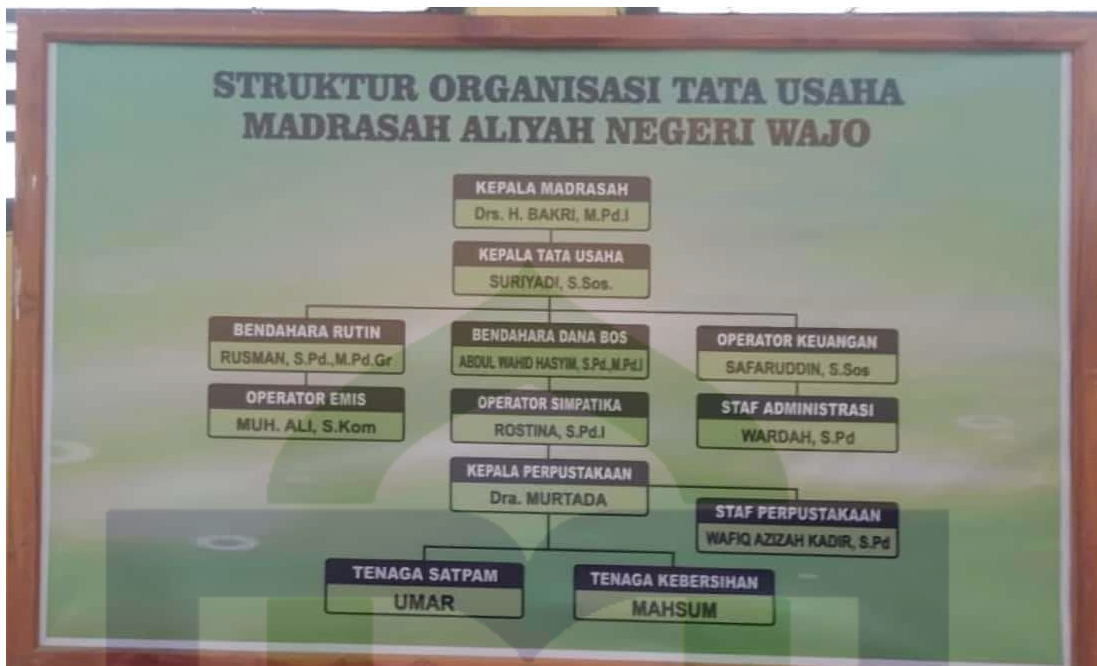 STRUKTUR ORGANISASI TATA USAHA
MADRASAH ALIYAH NEGERI WAJO
KEPALA MADRASAH
Drs. H. BAKRI, M.Pd.I
KEPALA TATA USAHA
SURIYADI, S.Sos.
BENDAHARA RUTIN
RUSMAN, S.Pd.,M.Pd.Gr
BENDAHARA DANA BOS
ABDUL WAHID HASYIM, S.Pd.,M.Pd.I
OPERATOR KEUANGAN
SAFARUDDIN, S.Sos
OPERATOR EMIS
MUH. ALI, S.Kom
OPERATOR SIMPATIKA
ROSTINA, S.Pd.I
STAF ADMINISTRASI
WARDAH, S.Pd
KEPALA PERPUSTAKAAN
Dra. MURTADA
STAF PERPUSTAKAAN
WAFIQ AZIZAH KADIR, S.Pd
TENAGA SATPAM
UMAR
TENAGA KEBERSIHAN
MAHSUM